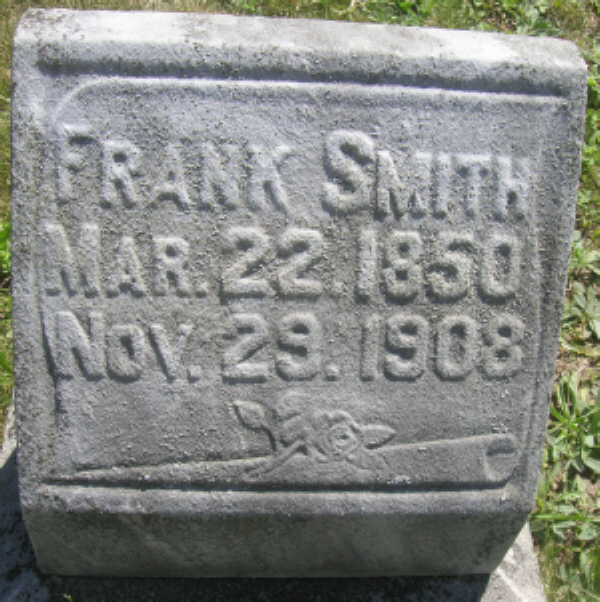 Frank Smith
Mar. 22. 1850
Nov. 29. 1908